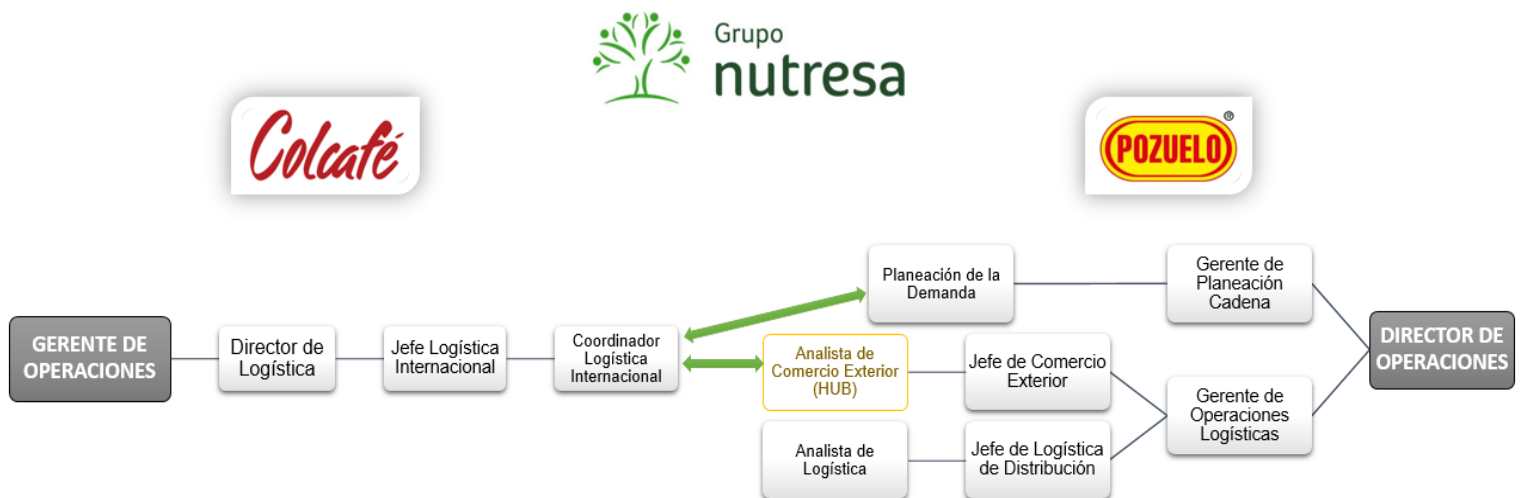 Grupo
nutresa
Colcafé
POZUELO®
Planeación de la
Demanda
Gerente de
Planeación
Cadena
GERENTE DE
OPERACIONES
Director de
Logística
Jefe Logística
Internacional
Coordinador
Logística
Internacional
Analista de
Comercio Exterior
(HUB)
Jefe de Comercio
Exterior
DIRECTOR DE
OPERACIONES
Gerente de
Operaciones
Logísticas
Analista de
Logística
Jefe de Logística
de Distribución